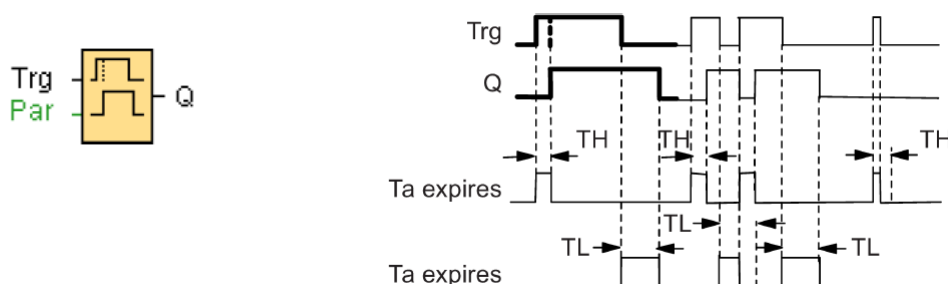 Trg
Par
Q
Trg
Q
TH
TH
TH
Ta expires
TL
TL
TL
Ta expires